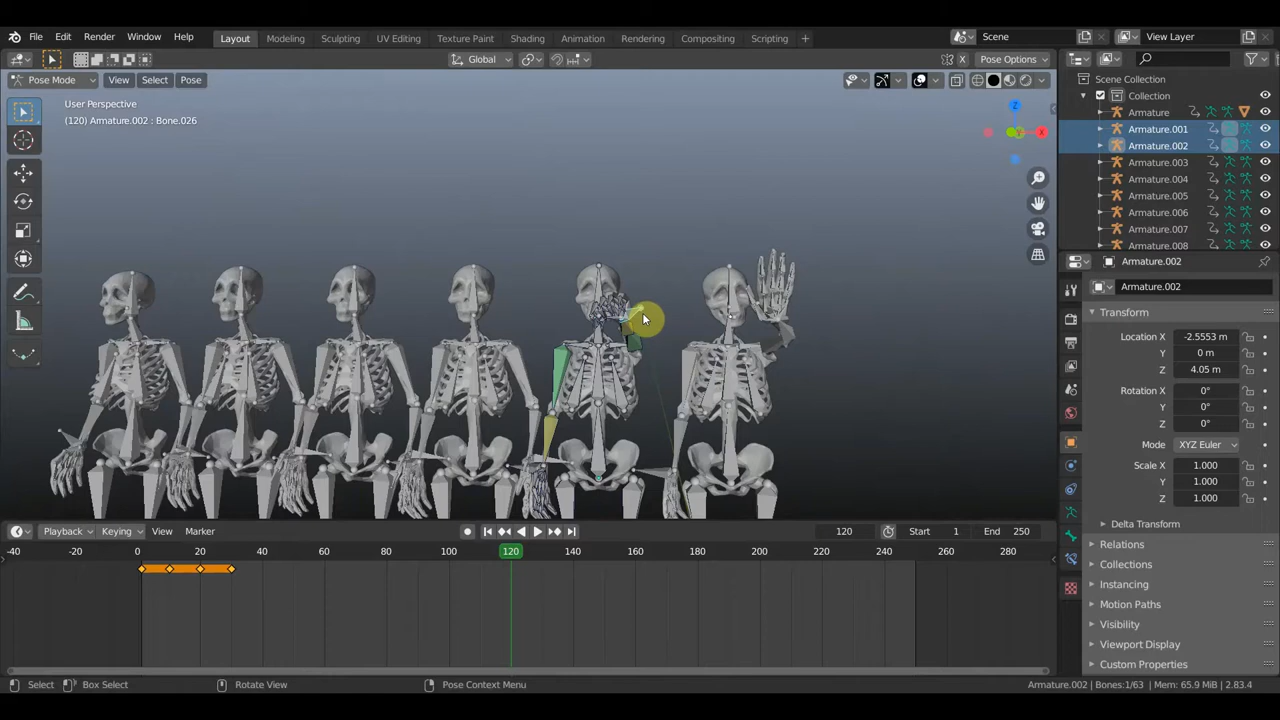 File Edit Render Window Help
Layout Modeling Sculpting UV Editing Texture Paint Shading Animation Rendering Compositing Scripting +
Scene
View Layer
Global
X
Pose Options
Pose Mode
View Select Pose
User Perspective
(120) Armature.002 : Bone.026
Z
Y
X
Scene Collection
Collection
Armature
Armature.001
Armature.002
Armature.003
Armature.004
Armature.005
Armature.006
Armature.007
Armature.008
Armature.002
Armature.002
Transform
Location X -2.5553 m
Y 0 m
Z 4.05 m
Rotation X 0°
Y 0°
Z 0°
Mode XYZ Euler
Scale X 1.000
Y 1.000
Z 1.000
Delta Transform
Relations
Collections
Instancing
Motion Paths
Visibility
Viewport Display
Custom Properties
Playback Keying View Marker
120
Start 1
End 250
-40 -20 0 20 40 60 80 100 120 140 160 180 200 220 240 260 280
Select Box Select Rotate View Pose Context Menu
Armature.002 | Bones:1/63 | Mem: 65.9 MiB | 2.83.4